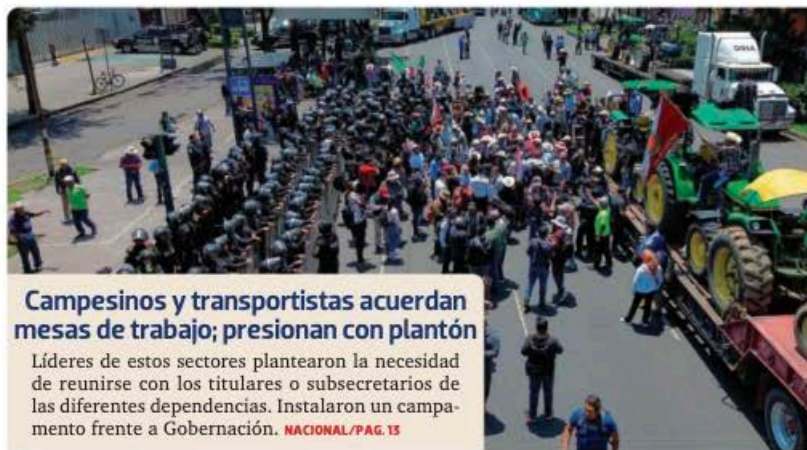 Campesinos y transportistas acuerdan
mesas de trabajo; presionan con plantón
Líderes de estos sectores plantearon la necesidad
de reunirse con los titulares o subsecretarios de
las diferentes dependencias. Instalaron un campa-
mento frente a Gobernación. NACIONAL/PAG. 13